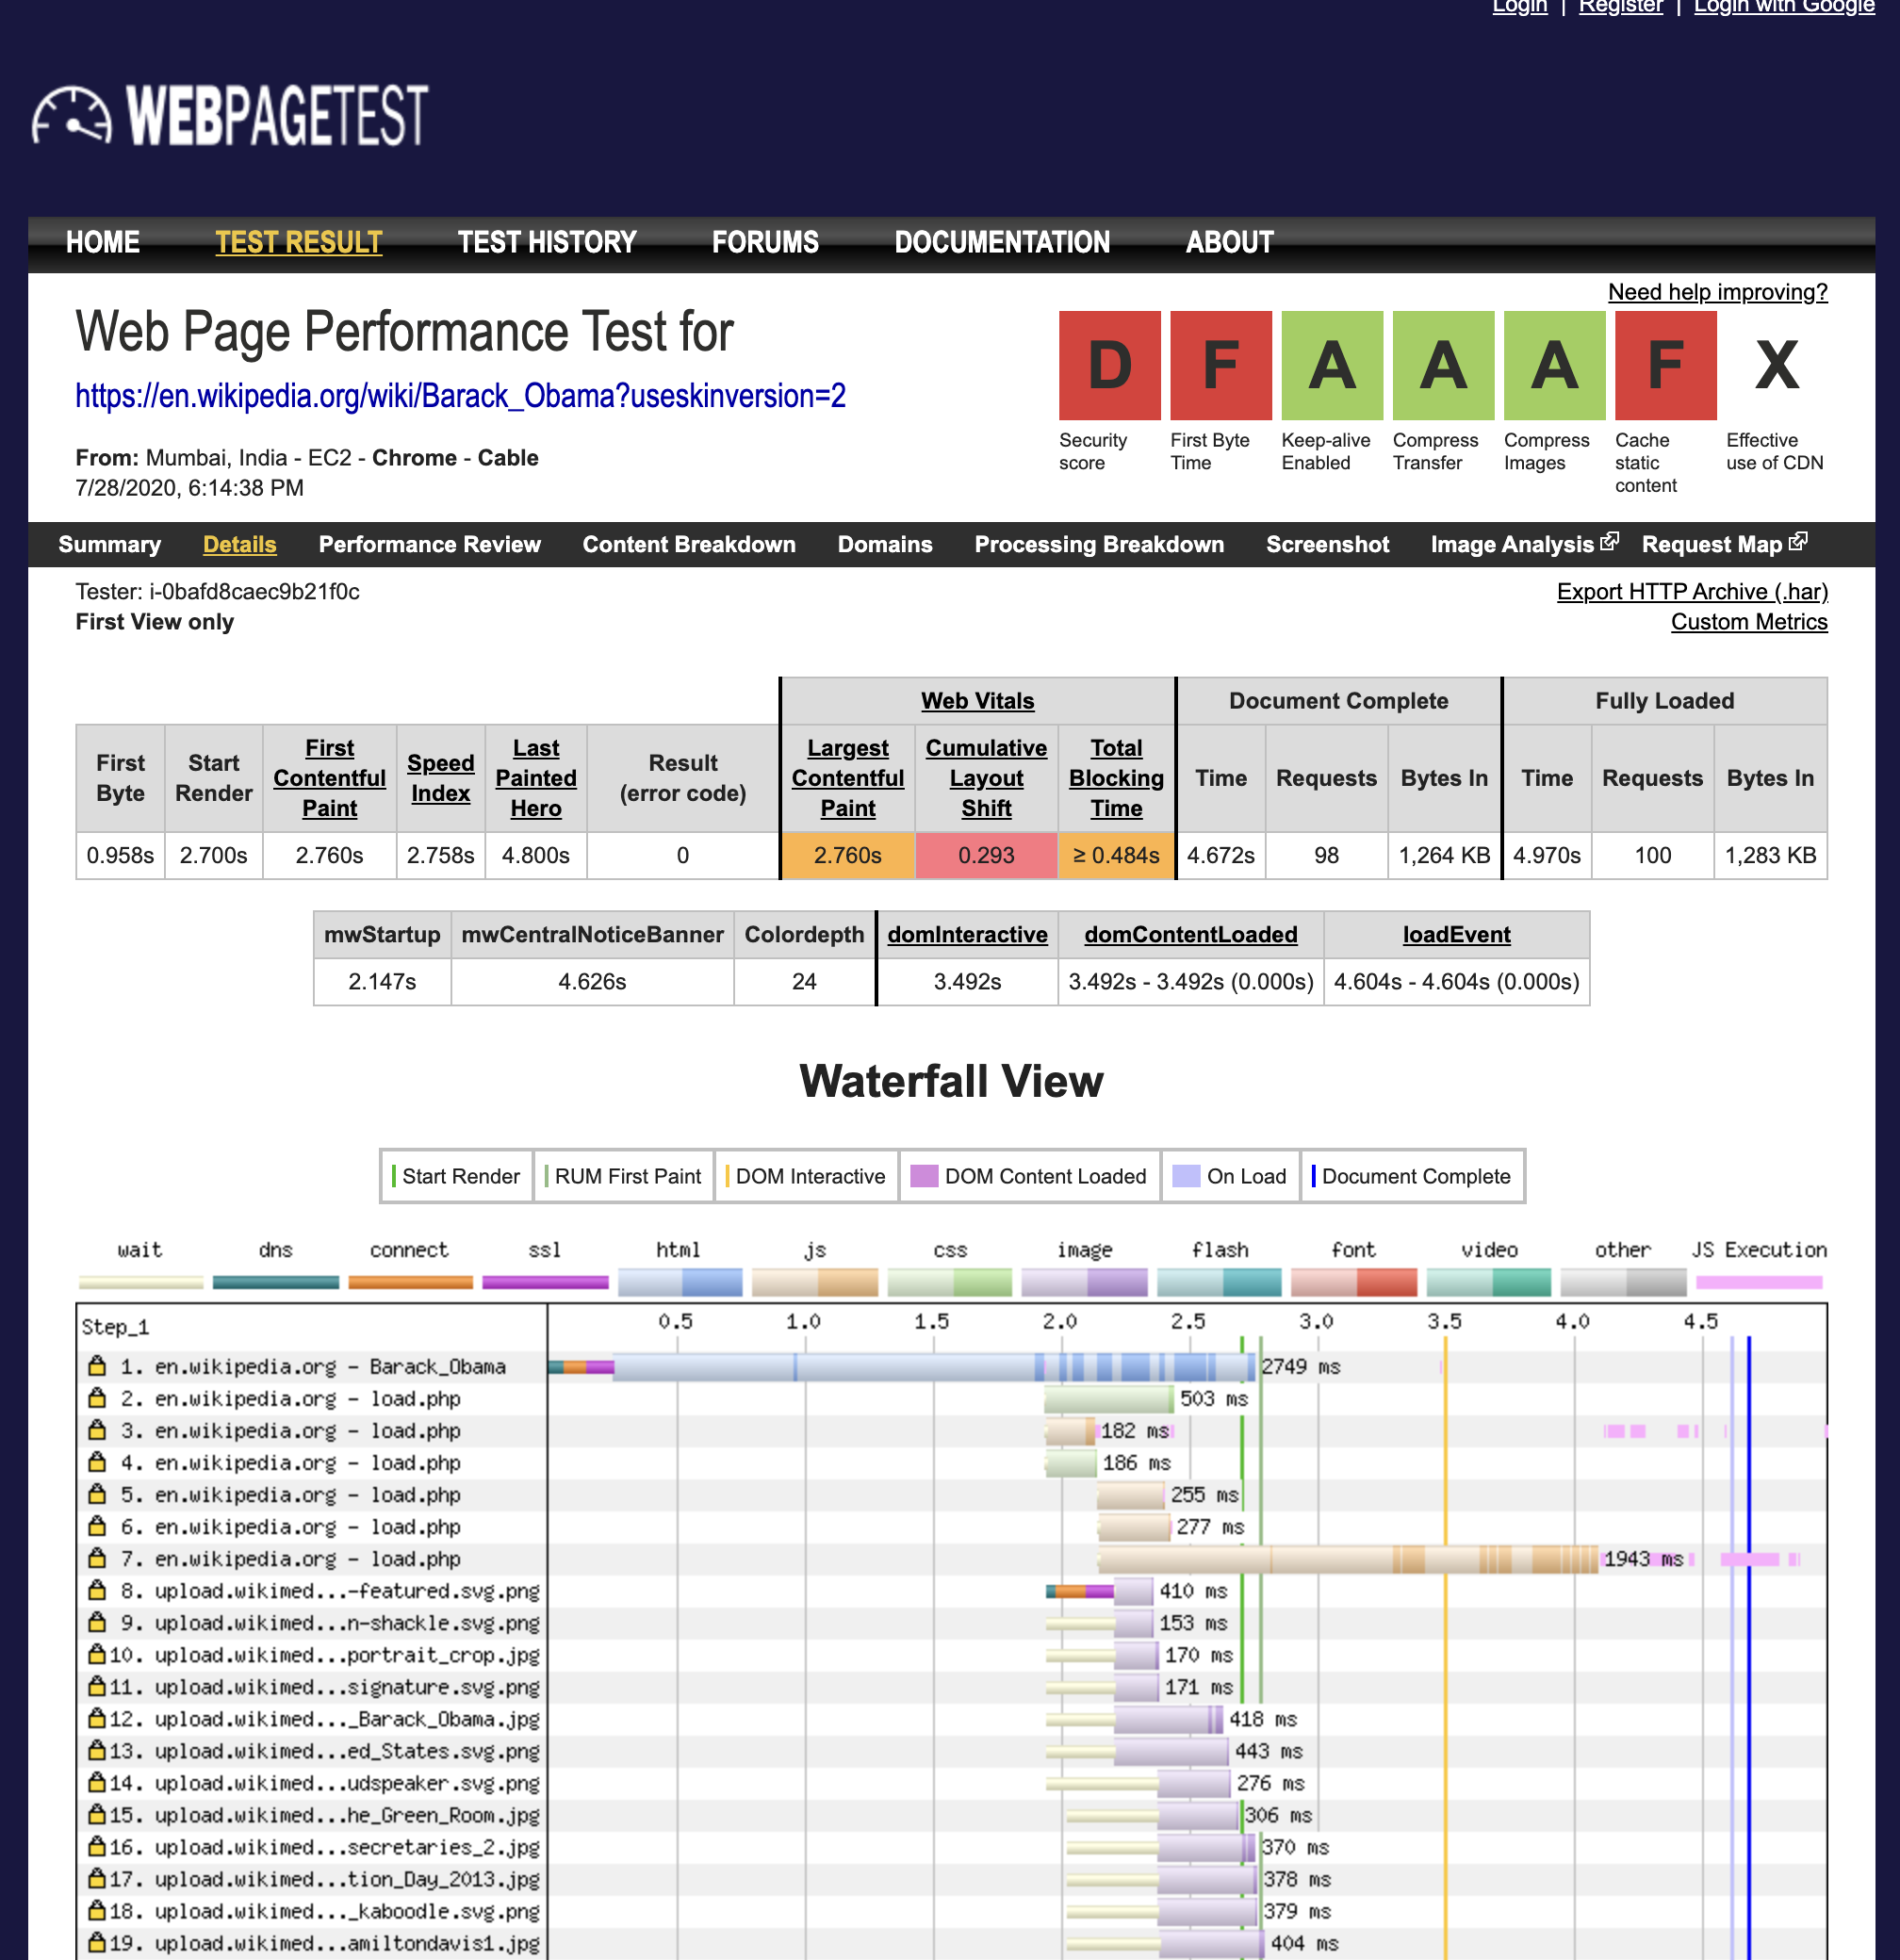 Login | Register | Login with Google
WEBPAGETEST
HOME TEST RESULT TEST HISTORY FORUMS DOCUMENTATION ABOUT
Need help improving?
Web Page Performance Test for
https://en.wikipedia.org/wiki/Barack_Obama?useskinversion=2
From: Mumbai, India - EC2 - Chrome - Cable
7/28/2020, 6:14:38 PM
D F A A A F X
Security score
First Byte Time
Keep-alive Enabled
Compress Transfer
Compress Images
Cache static content
Effective use of CDN
Summary Details Performance Review Content Breakdown Domains Processing Breakdown Screenshot Image Analysis Request Map
Tester: i-0bafd8caec9b21f0c
First View only
Export HTTP Archive (.har)
Custom Metrics
Web Vitals Document Complete Fully Loaded
First Byte Start Render First Contentful Paint Speed Index Last Painted Hero Result (error code) Largest Contentful Paint Cumulative Layout Shift Total Blocking Time Time Requests Bytes In Time Requests Bytes In
0.958s 2.700s 2.760s 2.758s 4.800s 0 2.760s 0.293 ≥ 0.484s 4.672s 98 1,264 KB 4.970s 100 1,283 KB
mwStartup mwCentralNoticeBanner Colordepth domInteractive domContentLoaded loadEvent
2.147s 4.626s 24 3.492s 3.492s - 3.492s (0.000s) 4.604s - 4.604s (0.000s)
Waterfall View
Start Render RUM First Paint DOM Interactive DOM Content Loaded On Load Document Complete
wait dns connect ssl html js css image flash font video other JS Execution
Step_1 0.5 1.0 1.5 2.0 2.5 3.0 3.5 4.0 4.5
1. en.wikipedia.org - Barack_Obama 2749 ms
2. en.wikipedia.org - load.php 503 ms
3. en.wikipedia.org - load.php 182 ms
4. en.wikipedia.org - load.php 186 ms
5. en.wikipedia.org - load.php 255 ms
6. en.wikipedia.org - load.php 277 ms
7. en.wikipedia.org - load.php 1943 ms
8. upload.wikimed...-featured.svg.png 410 ms
9. upload.wikimed...n-shackle.svg.png 153 ms
10. upload.wikimed...portrait_crop.jpg 170 ms
11. upload.wikimed...signature.svg.png 171 ms
12. upload.wikimed..._Barack_Obama.jpg 418 ms
13. upload.wikimed...ed_States.svg.png 443 ms
14. upload.wikimed...udspeaker.svg.png 276 ms
15. upload.wikimed...he_Green_Room.jpg 306 ms
16. upload.wikimed...secretaries_2.jpg 370 ms
17. upload.wikimed...tion_Day_2013.jpg 378 ms
18. upload.wikimed..._kaboodle.svg.png 379 ms
19. upload.wikimed...amiltondavis1.jpg 404 ms